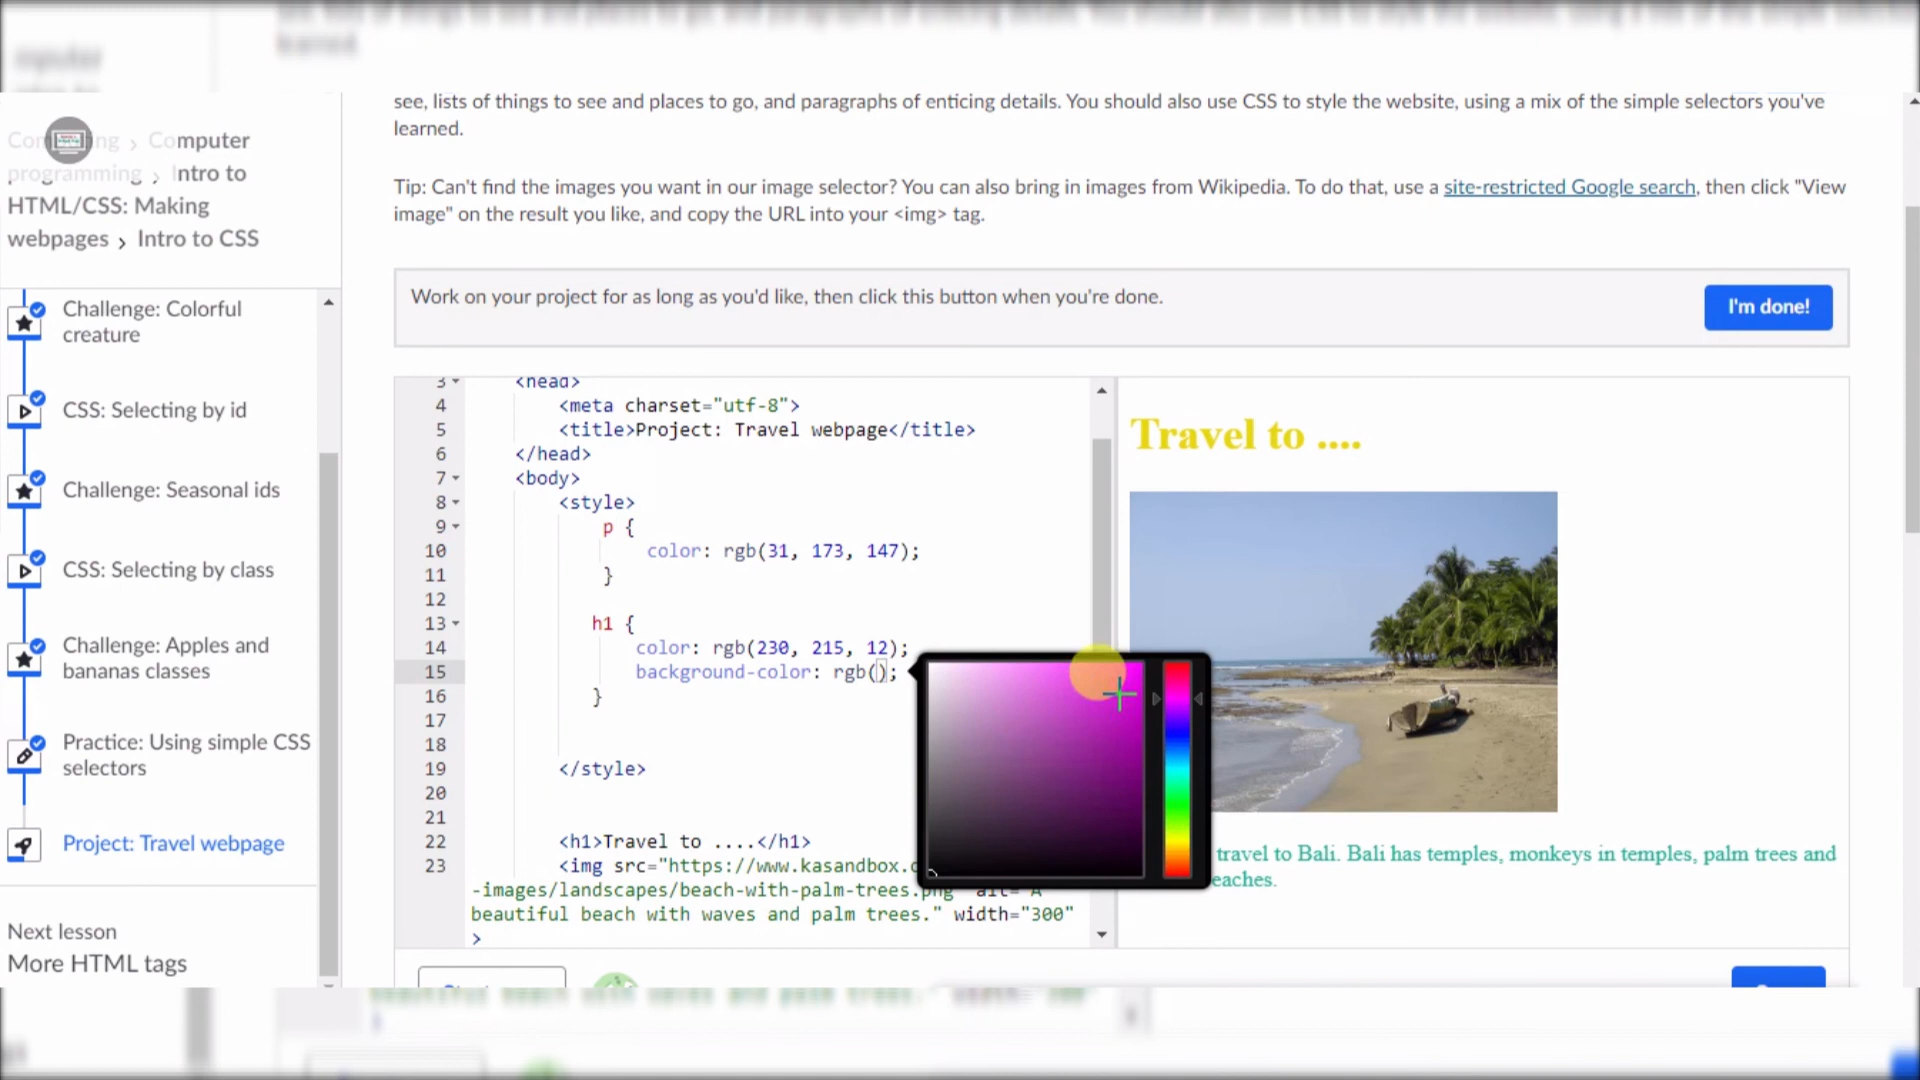 see, lists of things to see and places to go, and paragraphs of enticing details. You should also use CSS to style the website, using a mix of the simple selectors you've
learned.
Computing > Computer
programming > Intro to
HTML/CSS: Making
webpages > Intro to CSS
Tip: Can't find the images you want in our image selector? You can also bring in images from Wikipedia. To do that, use a site-restricted Google search, then click "View
image" on the result you like, and copy the URL into your <img> tag.
Work on your project for as long as you'd like, then click this button when you're done.
I'm done!
Challenge: Colorful
creature
CSS: Selecting by id
Challenge: Seasonal ids
CSS: Selecting by class
Challenge: Apples and
bananas classes
Practice: Using simple CSS
selectors
Project: Travel webpage
Next lesson
More HTML tags
3 <head>
4 <meta charset="utf-8">
5 <title>Project: Travel webpage</title>
6 </head>
7 <body>
8 <style>
9 p {
10 color: rgb(31, 173, 147);
11 }
12
13 h1 {
14 color: rgb(230, 215, 12);
15 background-color: rgb();
16 }
17
18
19 </style>
20
21
22 <h1>Travel to ....</h1>
23 <img src="https://www.kasandbox.
-images/landscapes/beach-with-palm-trees.png" alt="A
beautiful beach with waves and palm trees." width="300"
>
Travel to ....
travel to Bali. Bali has temples, monkeys in temples, palm trees and
eaches.